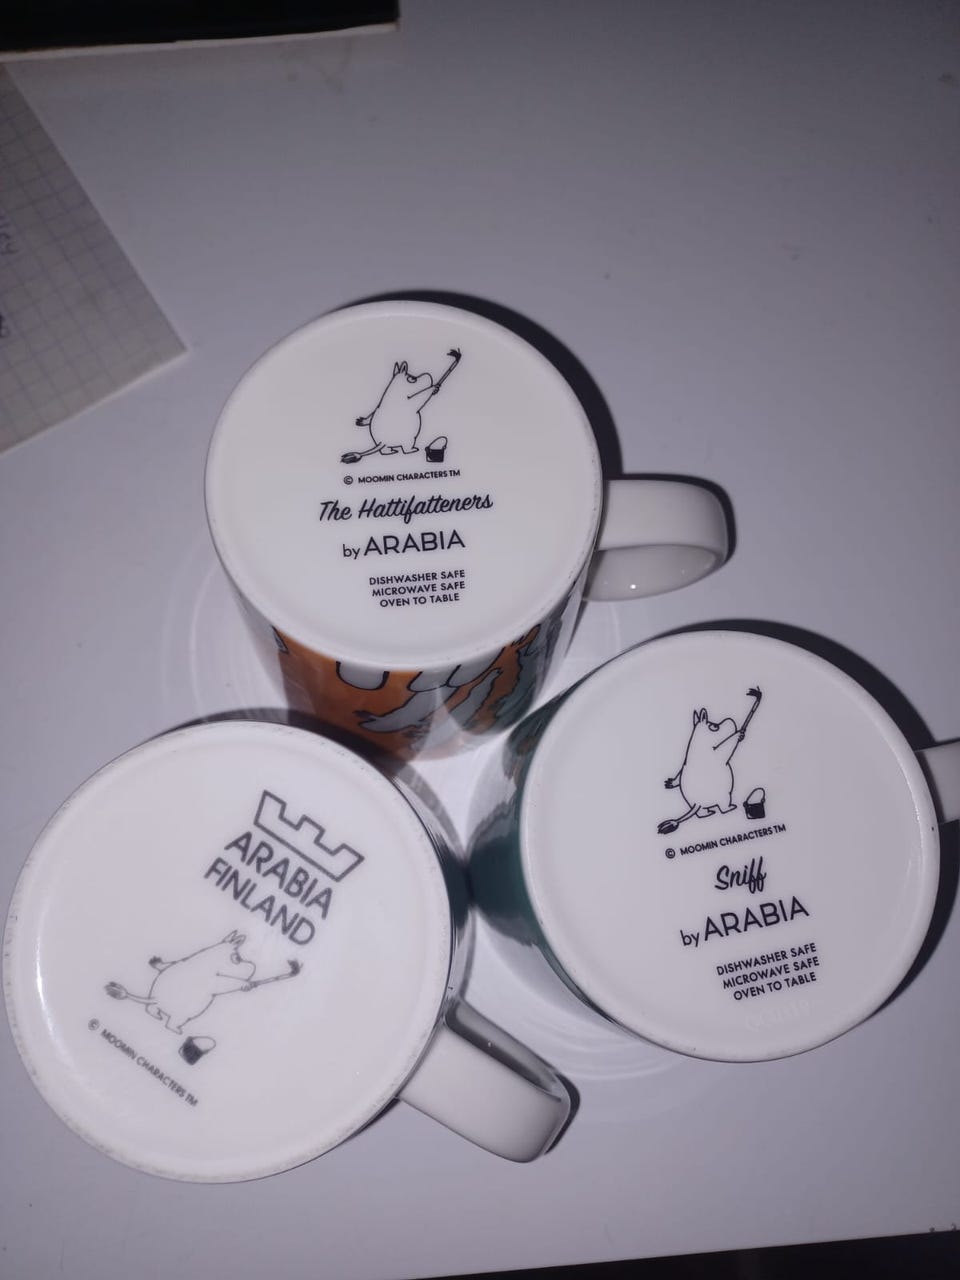 © MOOMIN CHARACTERS TM
The Hattifatteners
by ARABIA
DISHWASHER SAFE
MICROWAVE SAFE
OVEN TO TABLE
© MOOMIN CHARACTERS TM
Sniff
by ARABIA
DISHWASHER SAFE
MICROWAVE SAFE
OVEN TO TABLE
ARABIA
FINLAND
© MOOMIN CHARACTERS TM